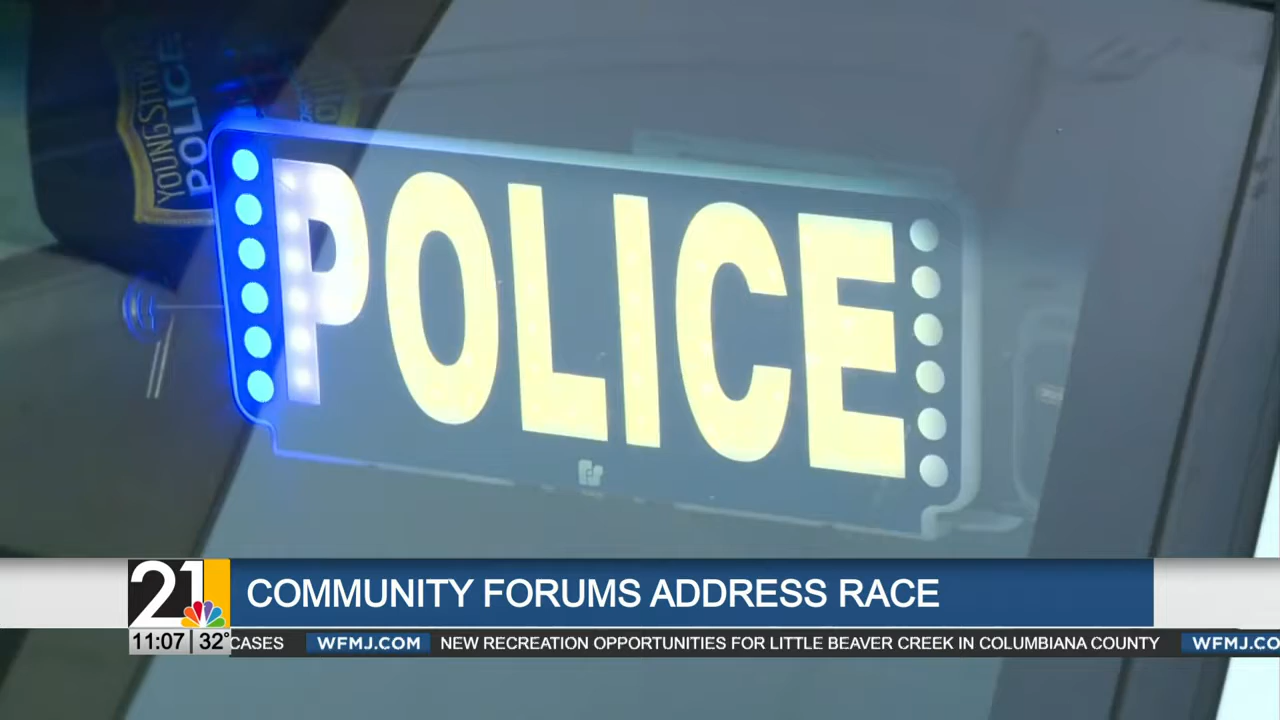 YOUNGSTOWN
POLICE
POLICE
21
COMMUNITY FORUMS ADDRESS RACE
11:07 32° CASES WFMJ.COM NEW RECREATION OPPORTUNITIES FOR LITTLE BEAVER CREEK IN COLUMBIANA COUNTY WFMJ.CO